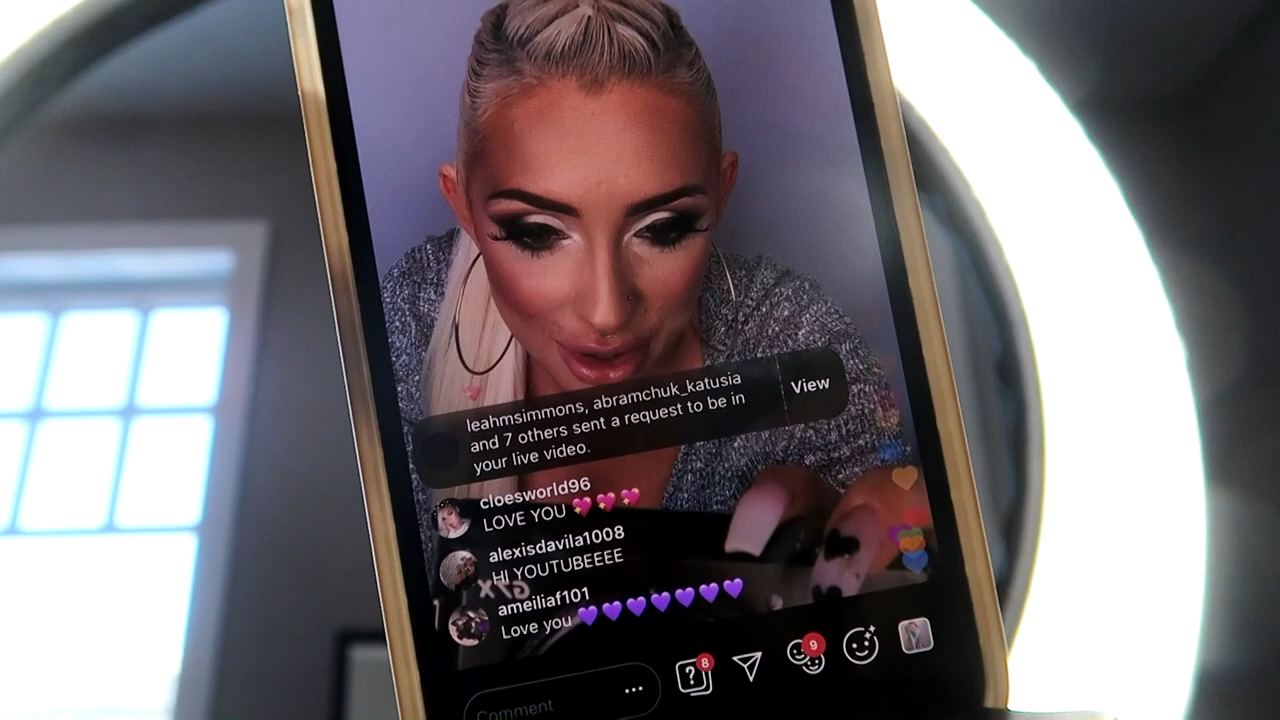 leahmsimmons, abramchuk_katusia
and 7 others sent a request to be in
your live video.
View
cloesworld96
LOVE YOU 💖💖💖
alexisdavila1008
HI YOUTUBEEEE
G7X
ameiliaf101
Love you 💜💜💜💜💜💜💜
Comment
...
?
8
9